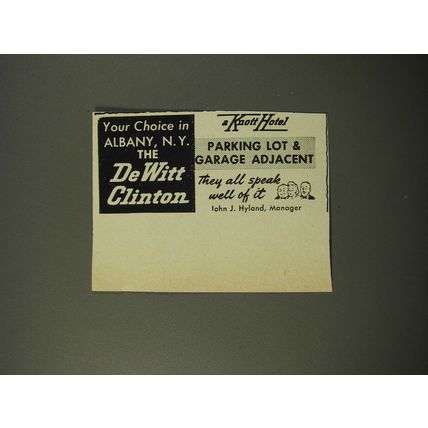 Your Choice in
ALBANY, N. Y.
THE
DeWitt
Clinton
a Knott Hotel
PARKING LOT &
GARAGE ADJACENT
They all speak
well of it
John J. Hyland, Manager